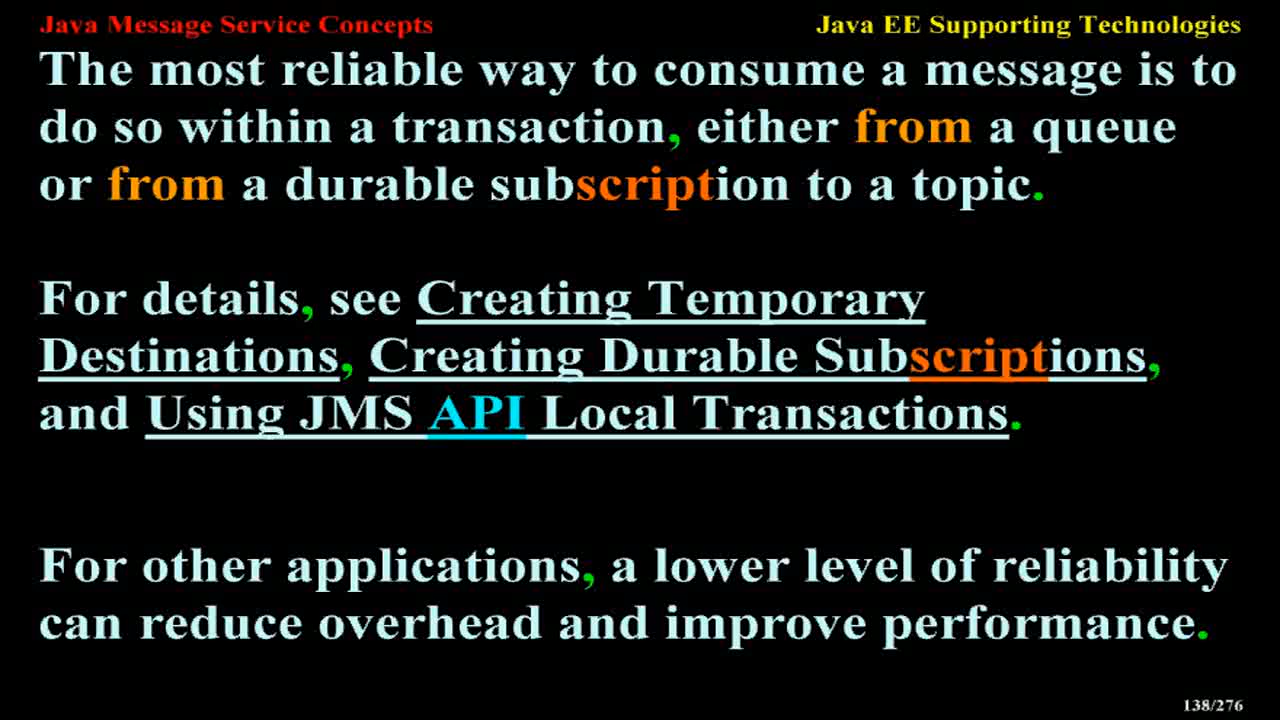 Java Message Service Concepts
Java EE Supporting Technologies
The most reliable way to consume a message is to
do so within a transaction, either from a queue
or from a durable subscription to a topic.
For details, see Creating Temporary
Destinations, Creating Durable Subscriptions,
and Using JMS API Local Transactions.
For other applications, a lower level of reliability
can reduce overhead and improve performance.
138/276